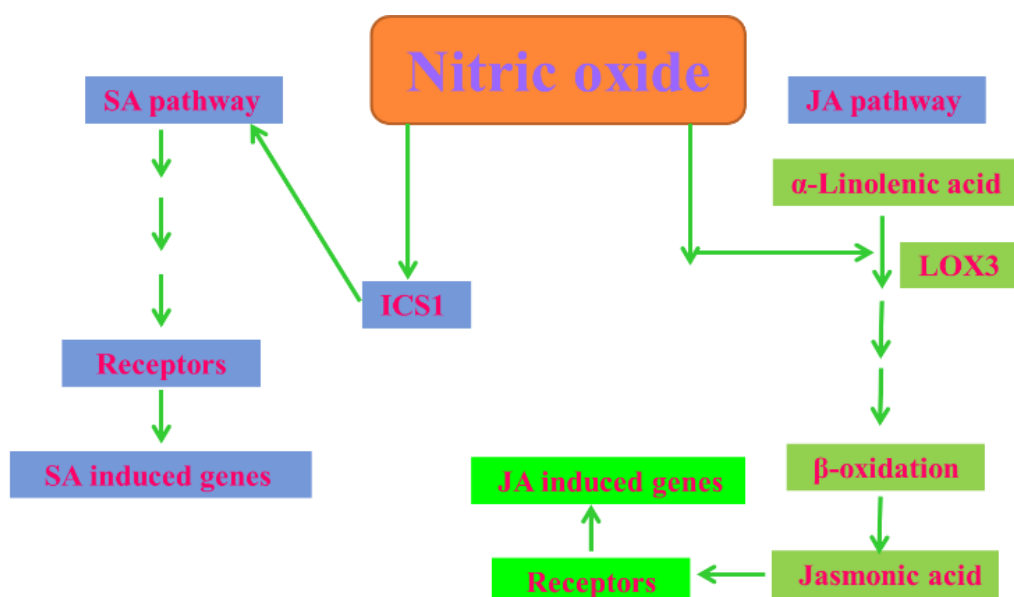 Nitric oxide
SA pathway
JA pathway
α-Linolenic acid
LOX3
ICS1
Receptors
SA induced genes
β-oxidation
JA induced genes
Receptors
Jasmonic acid